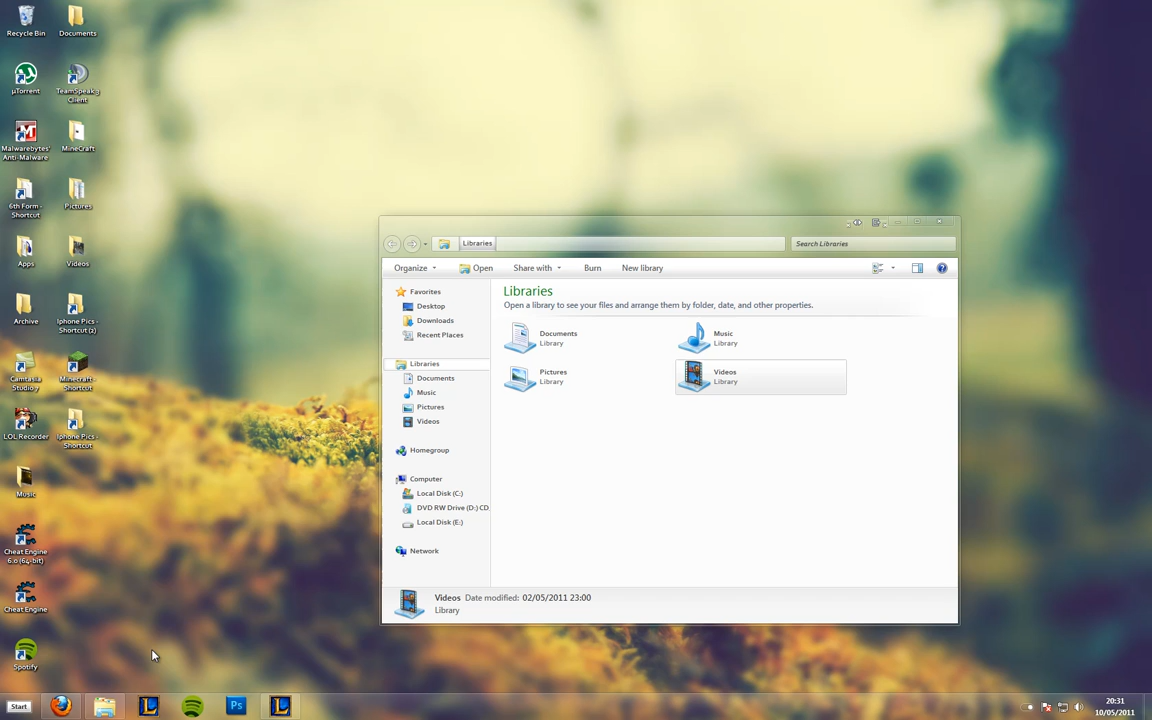 Recycle Bin
Documents
µTorrent
TeamSpeak 3
Client
Malwarebytes'
Anti-Malware
MineCraft
6th Form -
Shortcut
Pictures
Apps
Videos
Archive
Iphone Pics -
Shortcut (2)
Camtasia
Studio 7
Minecraft -
Shortcut
LOL Recorder
Iphone Pics -
Shortcut
Music
Cheat Engine
6.0 (64-bit)
Cheat Engine
Spotify
Libraries
Search Libraries
Organize
Open
Share with
Burn
New library
Favorites
Desktop
Downloads
Recent Places
Libraries
Documents
Music
Pictures
Videos
Homegroup
Computer
Local Disk (C:)
DVD RW Drive (D:) CD
Local Disk (E:)
Network
Libraries
Open a library to see your files and arrange them by folder, date, and other properties.
Documents
Library
Music
Library
Pictures
Library
Videos
Library
Videos Date modified: 02/05/2011 23:00
Library
Start
Ps
20:31
10/05/2011